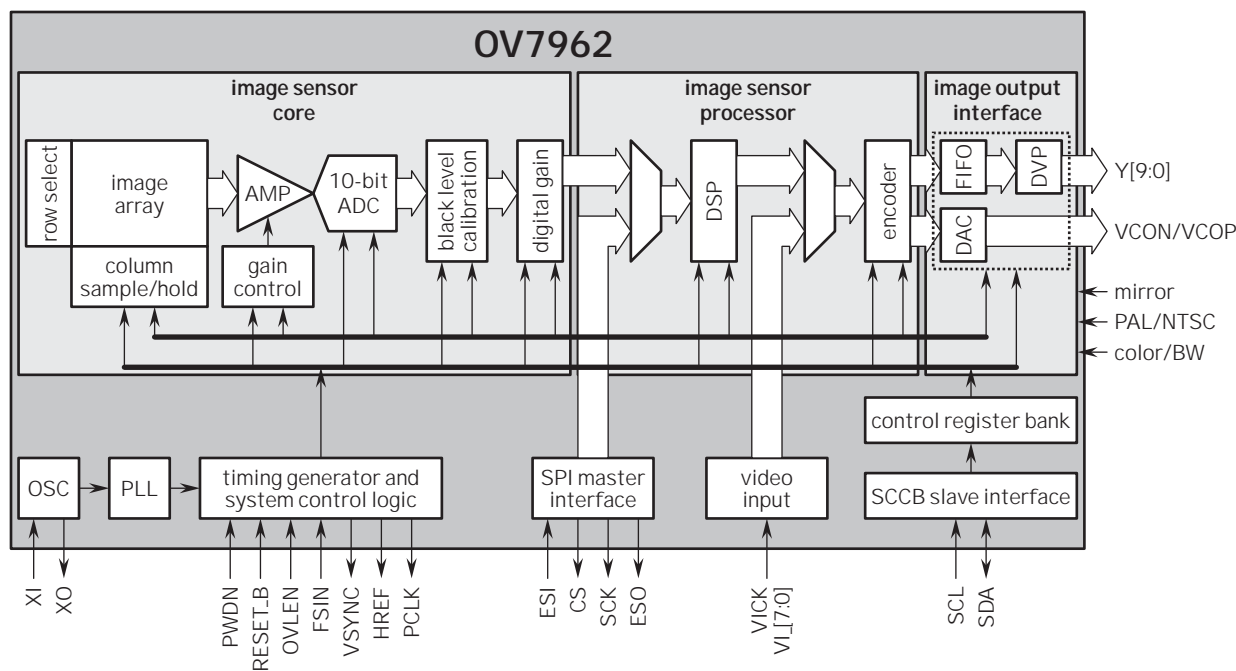 OV7962
image sensor
core
image sensor
processor
image output
interface
row select
image
array
AMP
10-bit
ADC
black level
calibration
digital gain
DSP
encoder
FIFO
DVP
DAC
Y[9:0]
VCON/VCOP
column
sample/hold
gain
control
mirror
PAL/NTSC
color/BW
control register bank
OSC
PLL
timing generator and
system control logic
SPI master
interface
video
input
SCCB slave interface
XI
XO
PWDN
RESET_B
OVLEN
FSIN
VSYNC
HREF
PCLK
ESI
CS
SCK
ESO
VICK
VI_[7:0]
SCL
SDA